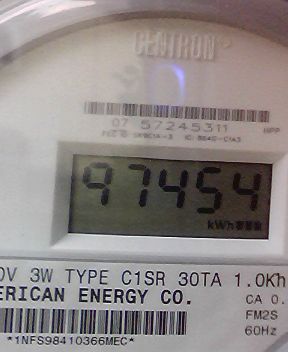 CENTRON
07 57245311 HPP
97454
kWh
0V 3W TYPE C1SR 30TA 1.0Kh
ERICAN ENERGY CO. CA 0.
FM2S
60Hz
*1NFS98410366MEC*